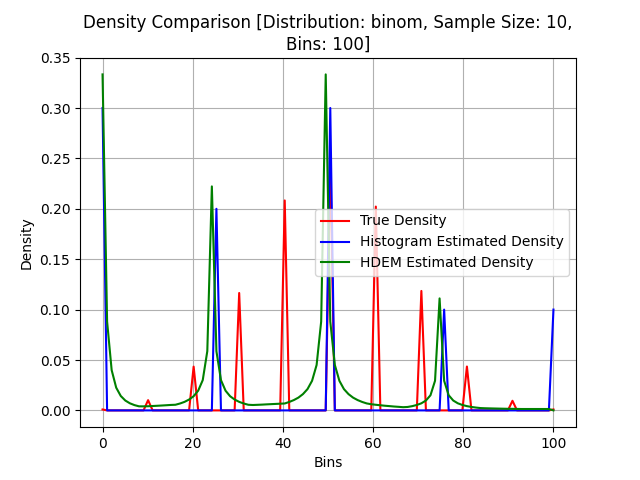 Density Comparison [Distribution: binom, Sample Size: 10,
Bins: 100]
0.35
0.30
0.25
0.20
0.15
0.10
0.05
0.00
Density
True Density
Histogram Estimated Density
HDEM Estimated Density
0 20 40 60 80 100
Bins